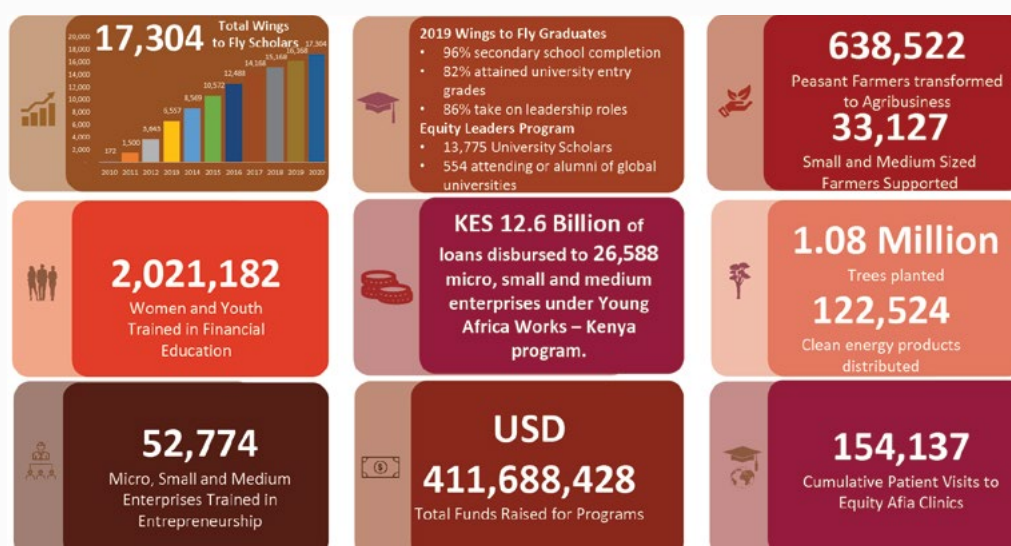 17,304
Total Wings
to Fly Scholars
20,000
18,000
16,000
14,000
12,000
10,000
8,000
6,000
4,000
2,000
-
172
1,500
8,569
10,572
12,488
14,168
15,168
16,368
17,304
2010 2011 2012 2013 2014 2015 2016 2017 2018 2019 2020
2019 Wings to Fly Graduates
• 96% secondary school completion
• 82% attained university entry
grades
• 86% take on leadership roles
Equity Leaders Program
• 13,775 University Scholars
• 554 attending or alumni of global
universities
638,522
Peasant Farmers transformed
to Agribusiness
33,127
Small and Medium Sized
Farmers Supported
2,021,182
Women and Youth
Trained in Financial
Education
KES 12.6 Billion of
loans disbursed to 26,588
micro, small and medium
enterprises under Young
Africa Works – Kenya
program.
1.08 Million
Trees planted
122,524
Clean energy products
distributed
52,774
Micro, Small and Medium
Enterprises Trained in
Entrepreneurship
USD
411,688,428
Total Funds Raised for Programs
154,137
Cumulative Patient Visits to
Equity Afia Clinics